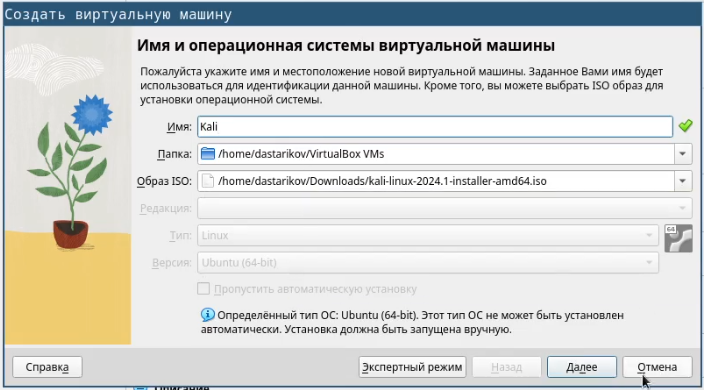 Создать виртуальную машину
Имя и операционная системы виртуальной машины
Пожалуйста укажите имя и местоположение новой виртуальной машины. Заданное Вами имя будет
использоваться для идентификации данной машины. Кроме того, вы можете выбрать ISO образ для
установки операционной системы.
Имя: Kali
Папка: /home/dastarikov/VirtualBox VMs
Образ ISO: /home/dastarikov/Downloads/kali-linux-2024.1-installer-amd64.iso
Редакция:
Тип: Linux
64
Версия: Ubuntu (64-bit)
Пропустить автоматическую установку
Определённый тип ОС: Ubuntu (64-bit). Этот тип ОС не может быть установлен
автоматически. Установка должна быть запущена вручную.
Справка Экспертный режим Назад Далее Отмена
Описание